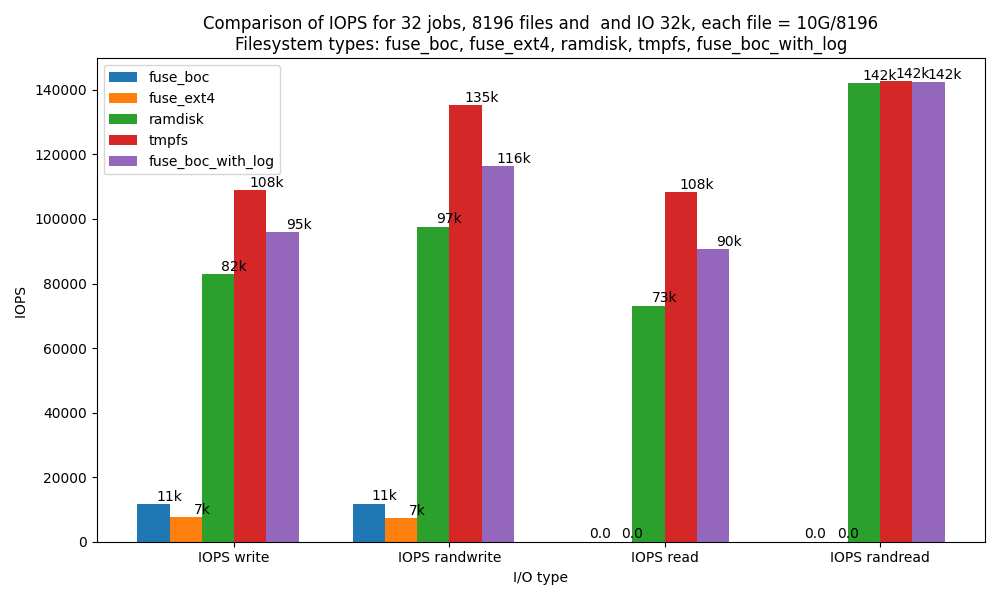 Comparison of IOPS for 32 jobs, 8196 files and  and IO 32k, each file = 10G/8196
Filesystem types: fuse_boc, fuse_ext4, ramdisk, tmpfs, fuse_boc_with_log
fuse_boc
fuse_ext4
ramdisk
tmpfs
fuse_boc_with_log
IOPS
140000
120000
100000
80000
60000
40000
20000
0
11k
7k
82k
108k
95k
11k
7k
97k
135k
116k
0.0
0.0
73k
108k
90k
0.0
0.0
142k
142k
142k
IOPS write
IOPS randwrite
IOPS read
IOPS randread
I/O type